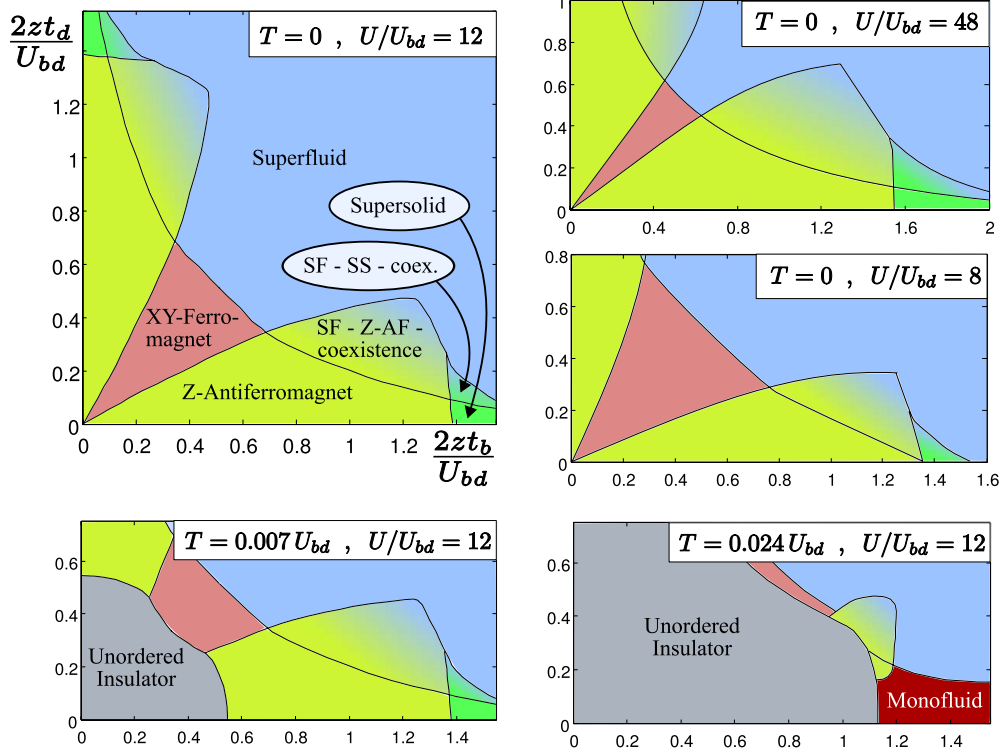 2zt_d
U_bd
T = 0 , U/U_bd = 12
1.2
1
0.8
0.6
0.4
0.2
0
Superfluid
Supersolid
SF - SS - coex.
XY-Ferro-
magnet
SF - Z-AF -
coexistence
Z-Antiferromagnet
0 0.2 0.4 0.6 0.8 1 1.2
2zt_b
U_bd
T = 0 , U/U_bd = 48
1
0.8
0.6
0.4
0.2
0
0 0.4 0.8 1.2 1.6 2
T = 0 , U/U_bd = 8
0.8
0.6
0.4
0.2
0
0 0.2 0.4 0.6 0.8 1 1.2 1.4 1.6
T = 0.007 U_bd , U/U_bd = 12
0.6
0.4
0.2
0
Unordered
Insulator
0 0.2 0.4 0.6 0.8 1 1.2 1.4
T = 0.024 U_bd , U/U_bd = 12
0.6
0.4
0.2
0
Unordered
Insulator
Monofluid
0 0.2 0.4 0.6 0.8 1 1.2 1.4